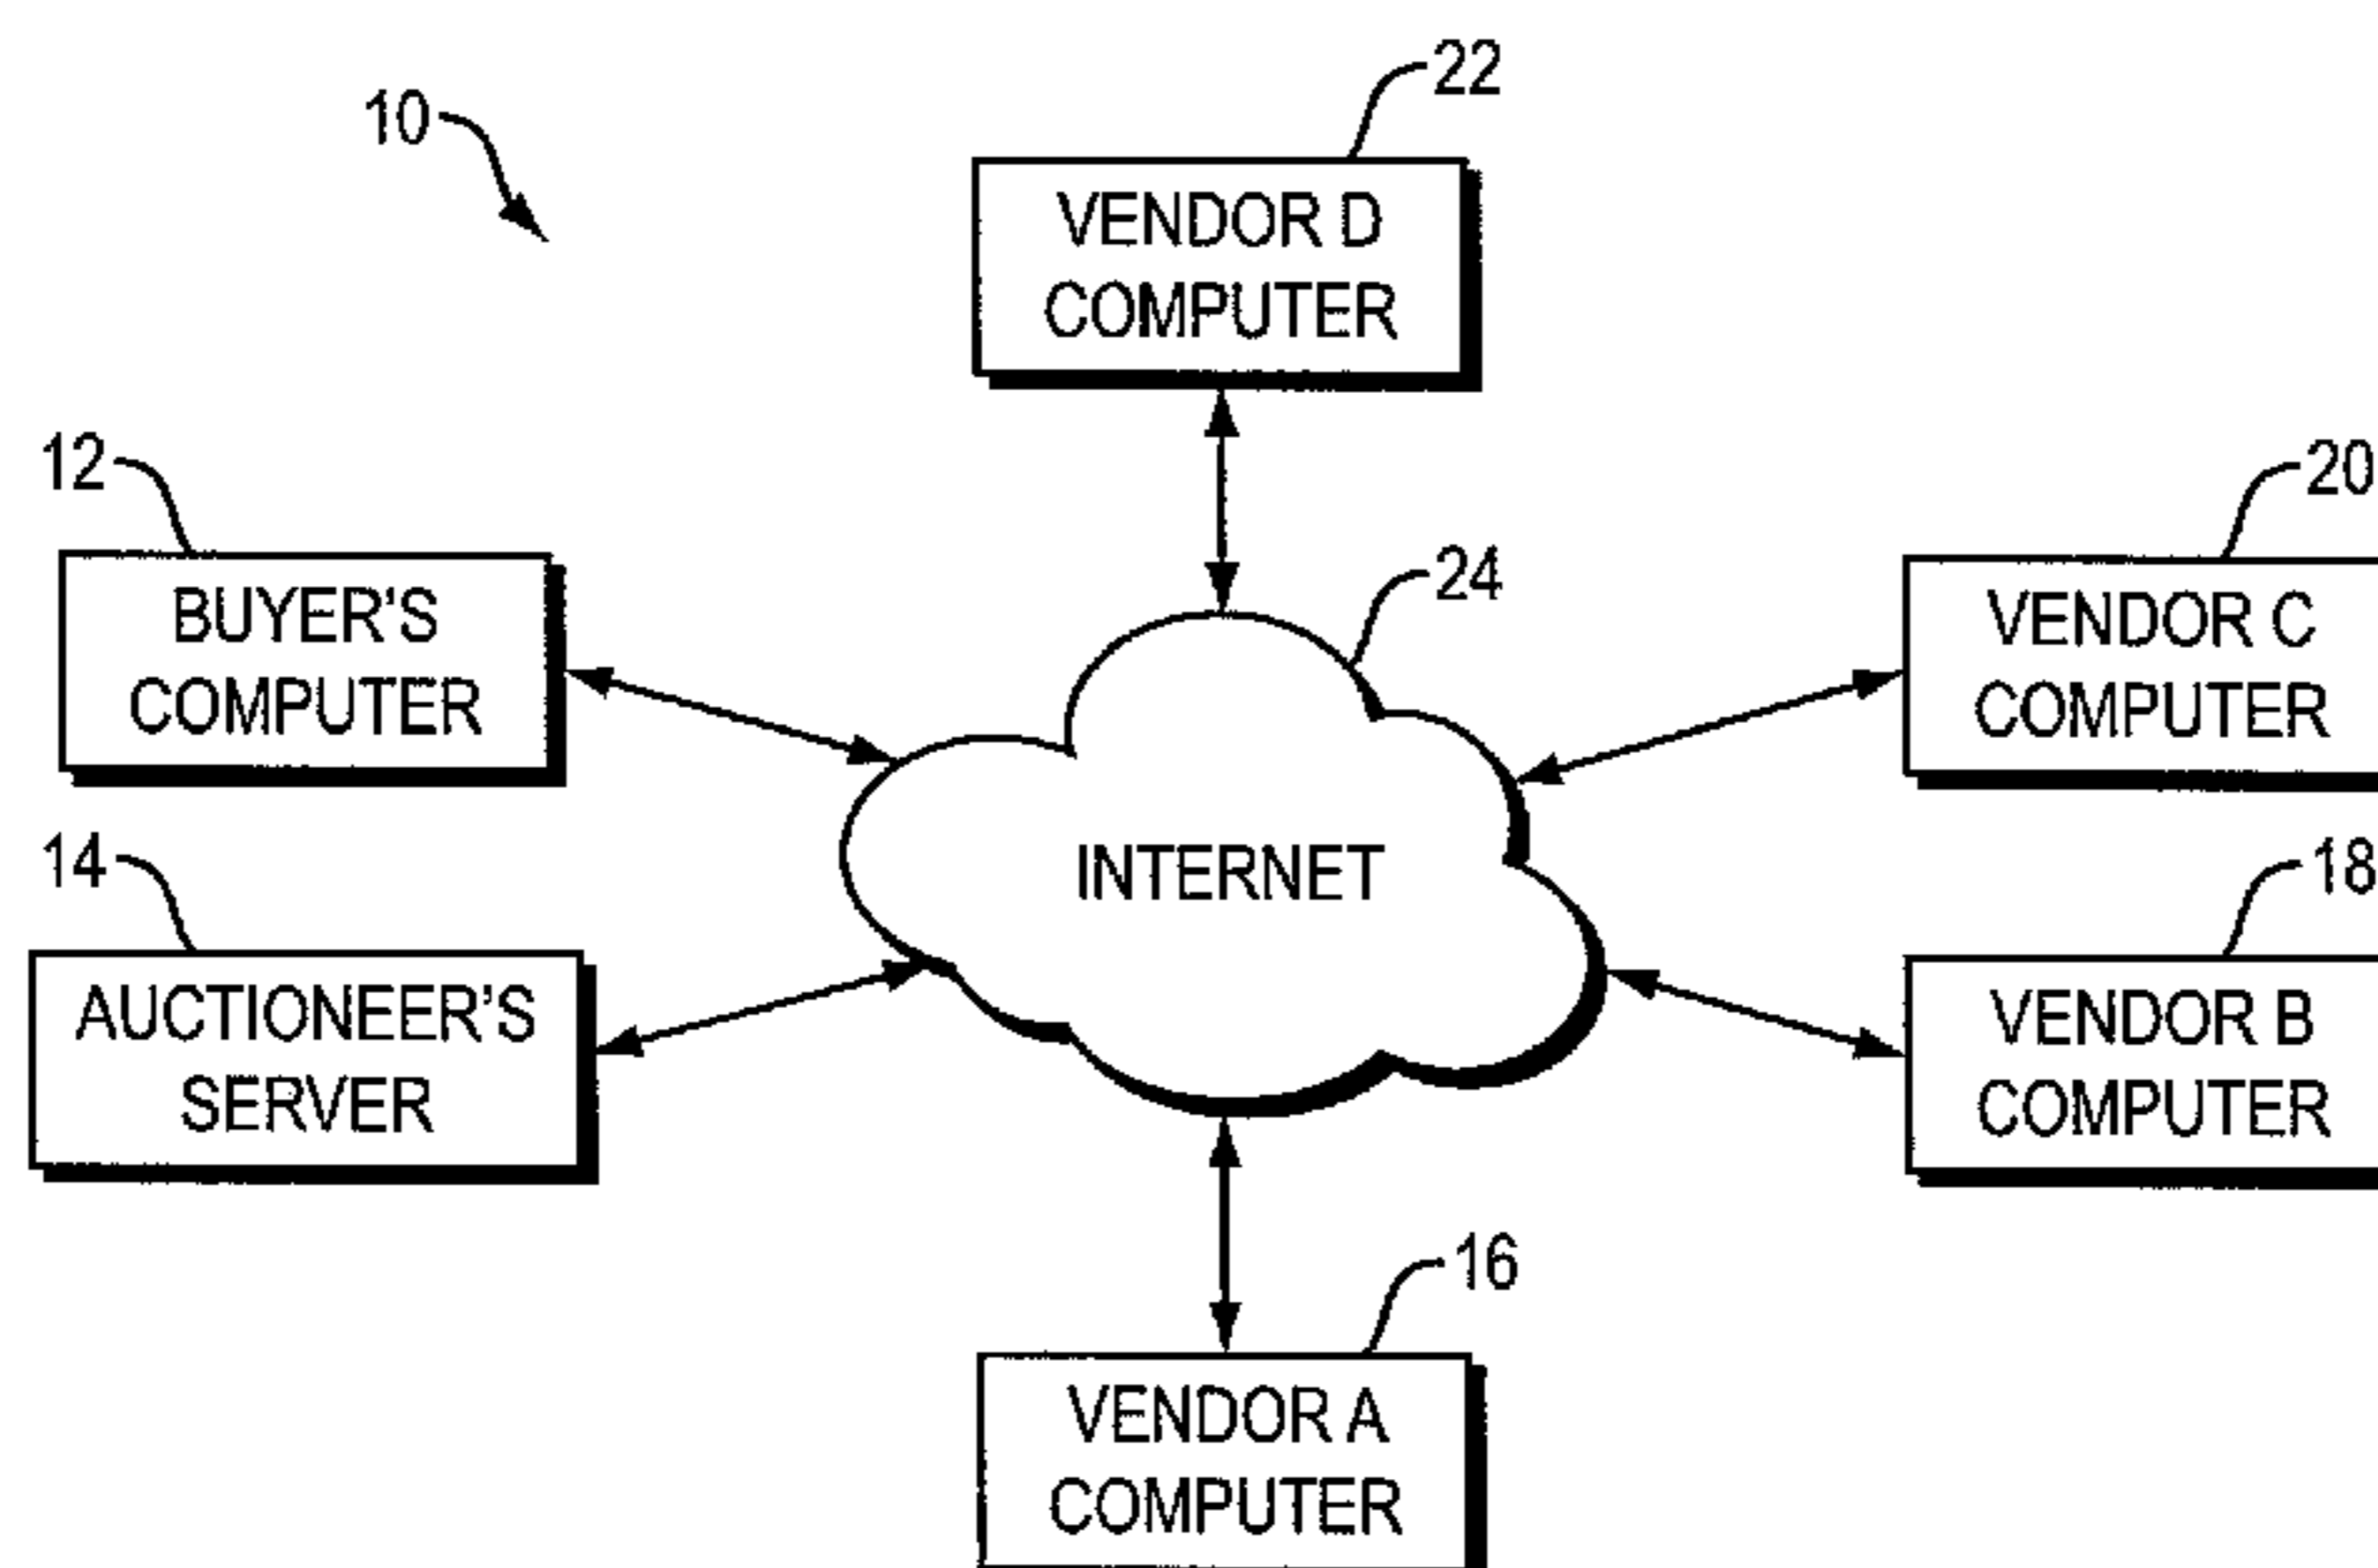 10
22
VENDOR D
COMPUTER
12
BUYER'S
COMPUTER
24
20
VENDOR C
COMPUTER
INTERNET
14
AUCTIONEER'S
SERVER
18
VENDOR B
COMPUTER
16
VENDOR A
COMPUTER